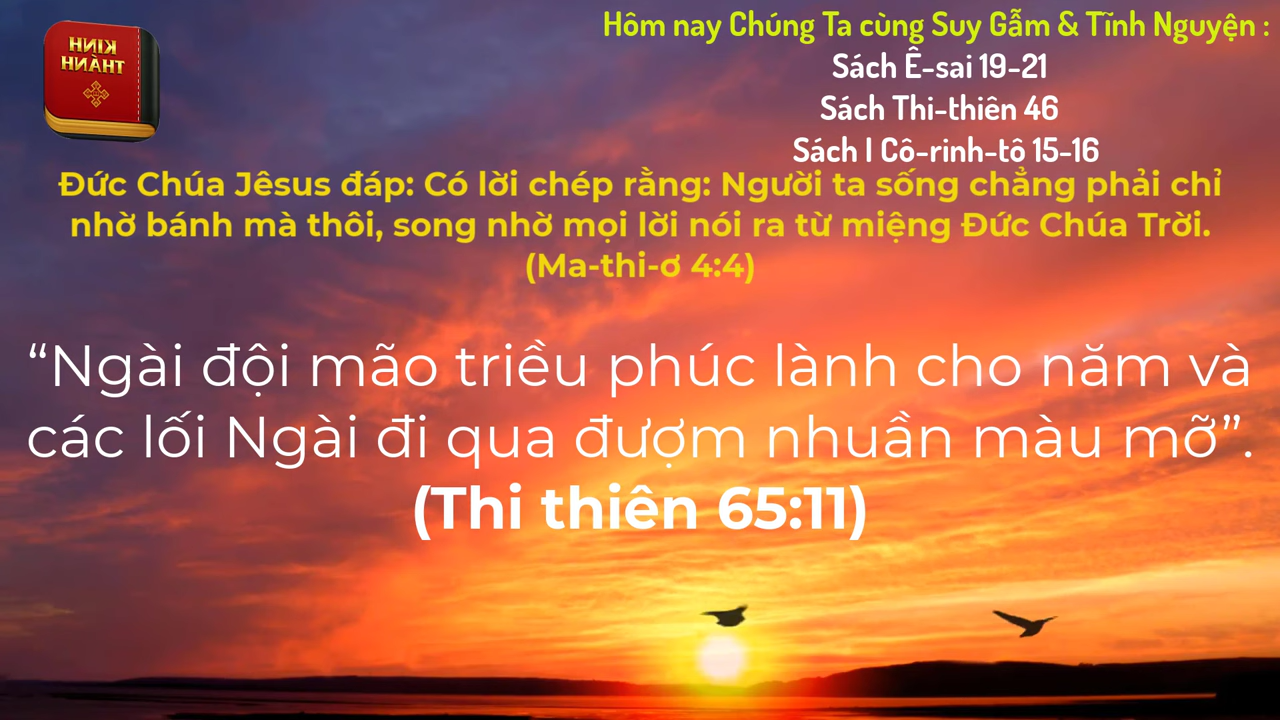 KINH
THÁNH
Hôm nay Chúng Ta cùng Suy Gẫm & Tĩnh Nguyện :
Sách Ê-sai 19-21
Sách Thi-thiên 46
Sách I Cô-rinh-tô 15-16
Đức Chúa Jêsus đáp: Có lời chép rằng: Người ta sống chẳng phải chỉ
nhờ bánh mà thôi, song nhờ mọi lời nói ra từ miệng Đức Chúa Trời.
(Ma-thi-ơ 4:4)
“Ngài đội mão triều phúc lành cho năm và
các lối Ngài đi qua đượm nhuần màu mỡ”.
(Thi thiên 65:11)